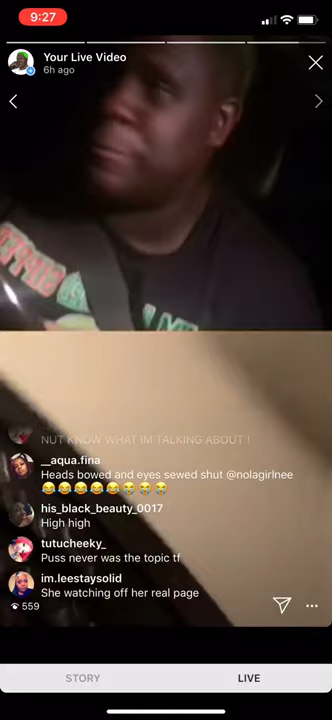 9:27
Your Live Video
6h ago
NUT KNOW WHAT IM TALKING ABOUT !
__aqua.fina
Heads bowed and eyes sewed shut @nolagirlnee
😂😂😂😂😂😭😭😭
his_black_beauty_0017
High high
tutucheeky_
Puss never was the topic tf
im.leestaysolid
She watching off her real page
559
STORY
LIVE